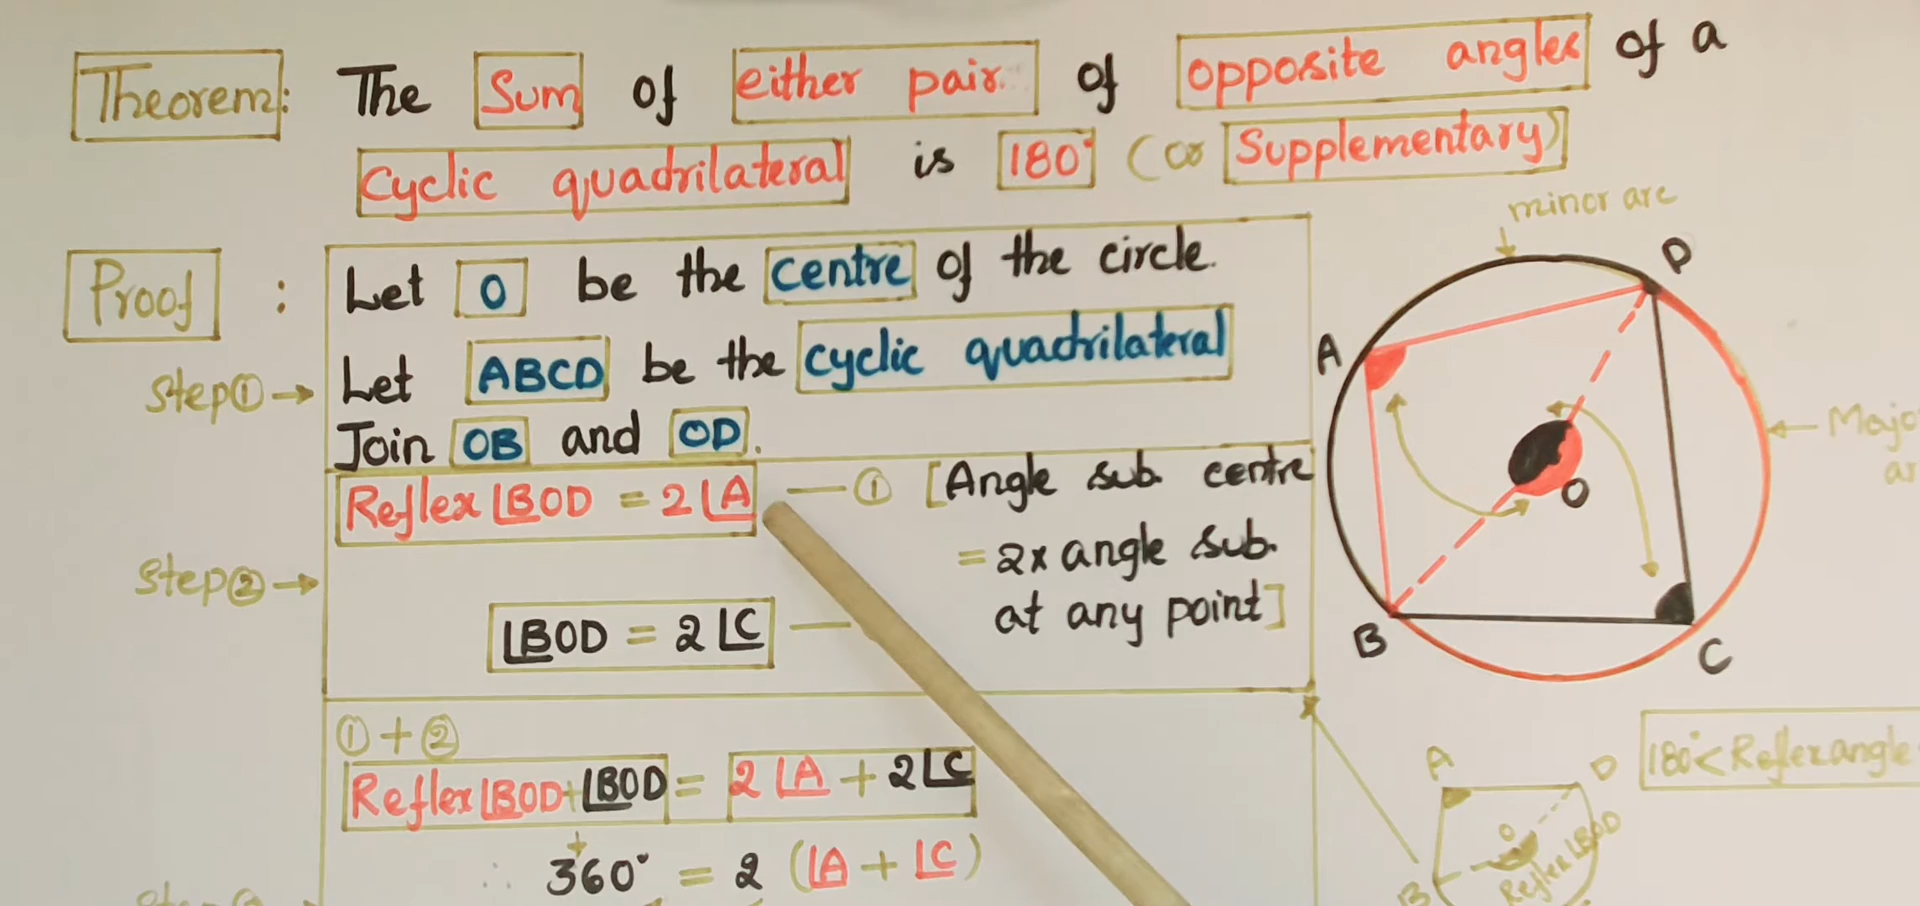 Theorem: The Sum of either pair of opposite angles of a
cyclic quadrilateral is 180° (or Supplementary)
minor arc
Proof : Let O be the centre of the circle.
Step① → Let ABCD be the cyclic quadrilateral
Join OB and OD.
Reflex ∠BOD = 2∠A — ① [Angle sub. centre
= 2x angle sub.
at any point]
Step② →
∠BOD = 2∠C —
① + ②
Reflex∠BOD+∠BOD = 2∠A + 2∠C
∴ 360° = 2 (∠A + ∠C)
D
A
O
B
C
180°< Reflex angle
A
D
O
Reflex ∠BOD
B